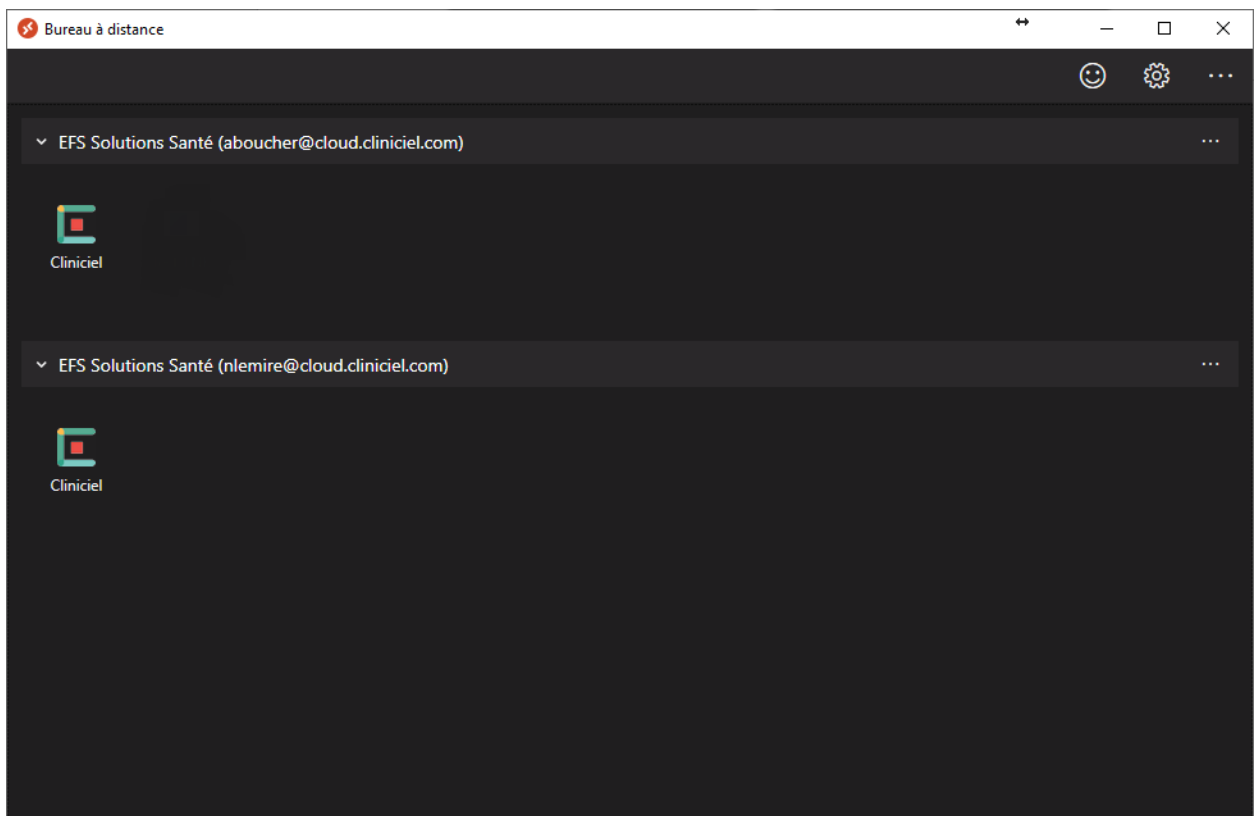 Bureau à distance
EFS Solutions Santé (aboucher@cloud.cliniciel.com)
Cliniciel
EFS Solutions Santé (nlemire@cloud.cliniciel.com)
Cliniciel